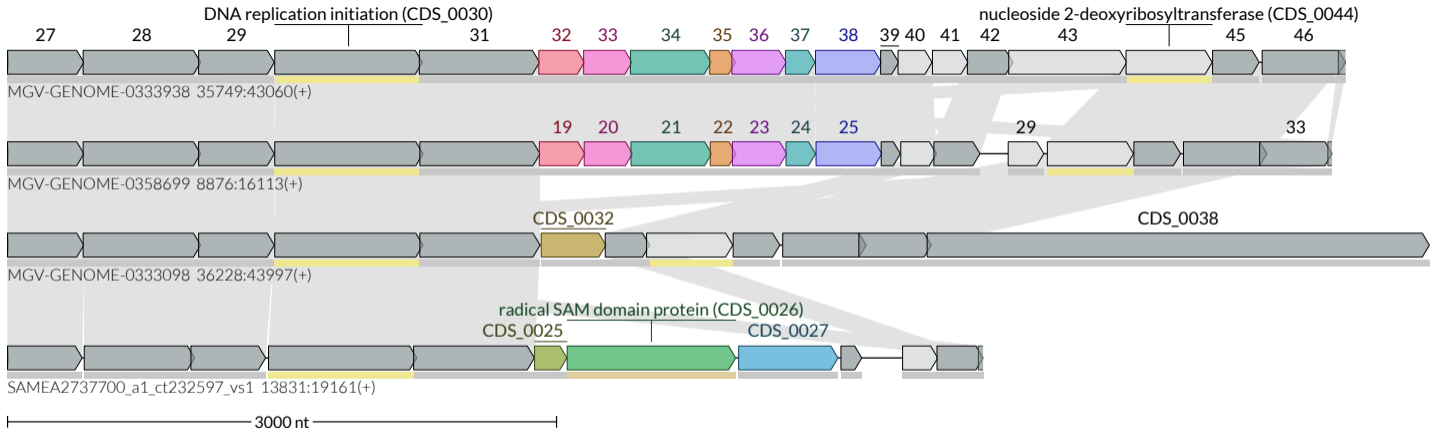 DNA replication initiation (CDS_0030) nucleoside 2-deoxyribosyltransferase (CDS_0044)
27 28 29 31 32 33 34 35 36 37 38 39 40 41 42 43 45 46
MGV-GENOME-0333938 35749:43060(+)
19 20 21 22 23 24 25 29 33
MGV-GENOME-0358699 8876:16113(+)
CDS_0032 CDS_0038
MGV-GENOME-0333098 36228:43997(+)
radical SAM domain protein (CDS_0026)
CDS_0025 CDS_0027
SAMEA2737700_a1_ct232597_vs1 13831:19161(+)
3000 nt